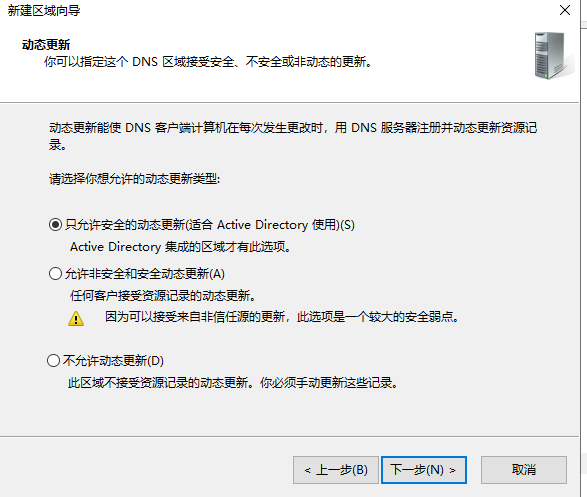 新建区域向导
动态更新
你可以指定这个 DNS 区域接受安全、不安全或非动态的更新。
动态更新能使 DNS 客户端计算机在每次发生更改时，用 DNS 服务器注册并动态更新资源记
录。
请选择你想允许的动态更新类型:
只允许安全的动态更新(适合 Active Directory 使用)(S)
Active Directory 集成的区域才有此选项。
允许非安全和安全动态更新(A)
任何客户接受资源记录的动态更新。
因为可以接受来自非信任源的更新，此选项是一个较大的安全弱点。
不允许动态更新(D)
此区域不接受资源记录的动态更新。你必须手动更新这些记录。
< 上一步(B) 下一步(N) > 取消